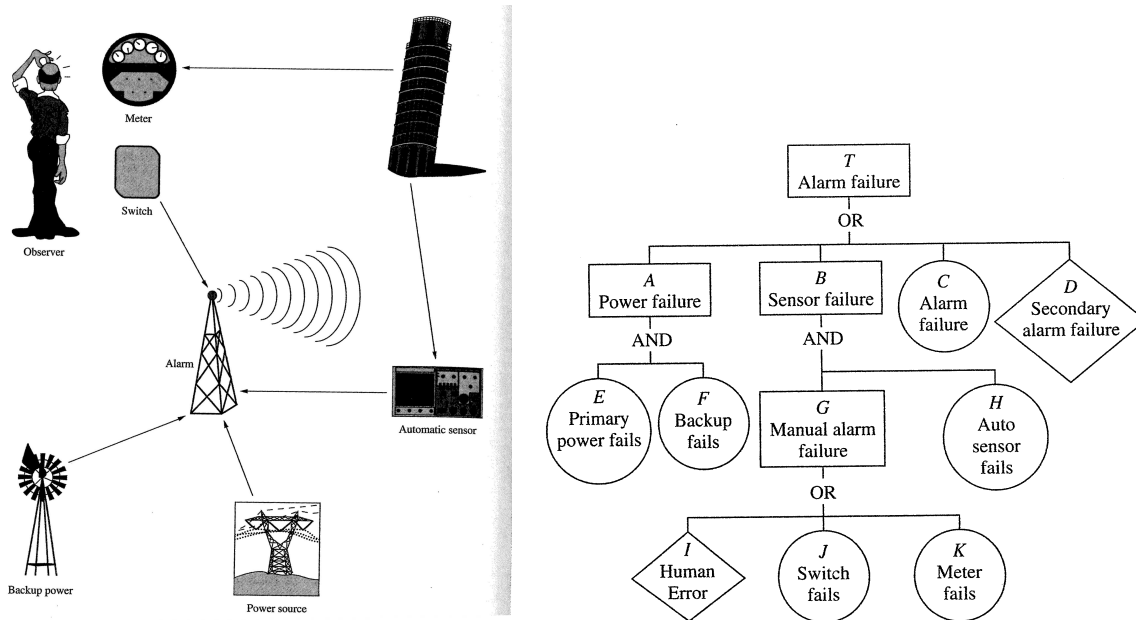 Meter
Switch
Observer
Alarm
Automatic sensor
Backup power
Power source
T
Alarm failure
OR
A
Power failure
B
Sensor failure
C
Alarm
failure
D
Secondary
alarm failure
AND
AND
E
Primary
power fails
F
Backup
fails
G
Manual alarm
failure
H
Auto
sensor
fails
OR
I
Human
Error
J
Switch
fails
K
Meter
fails